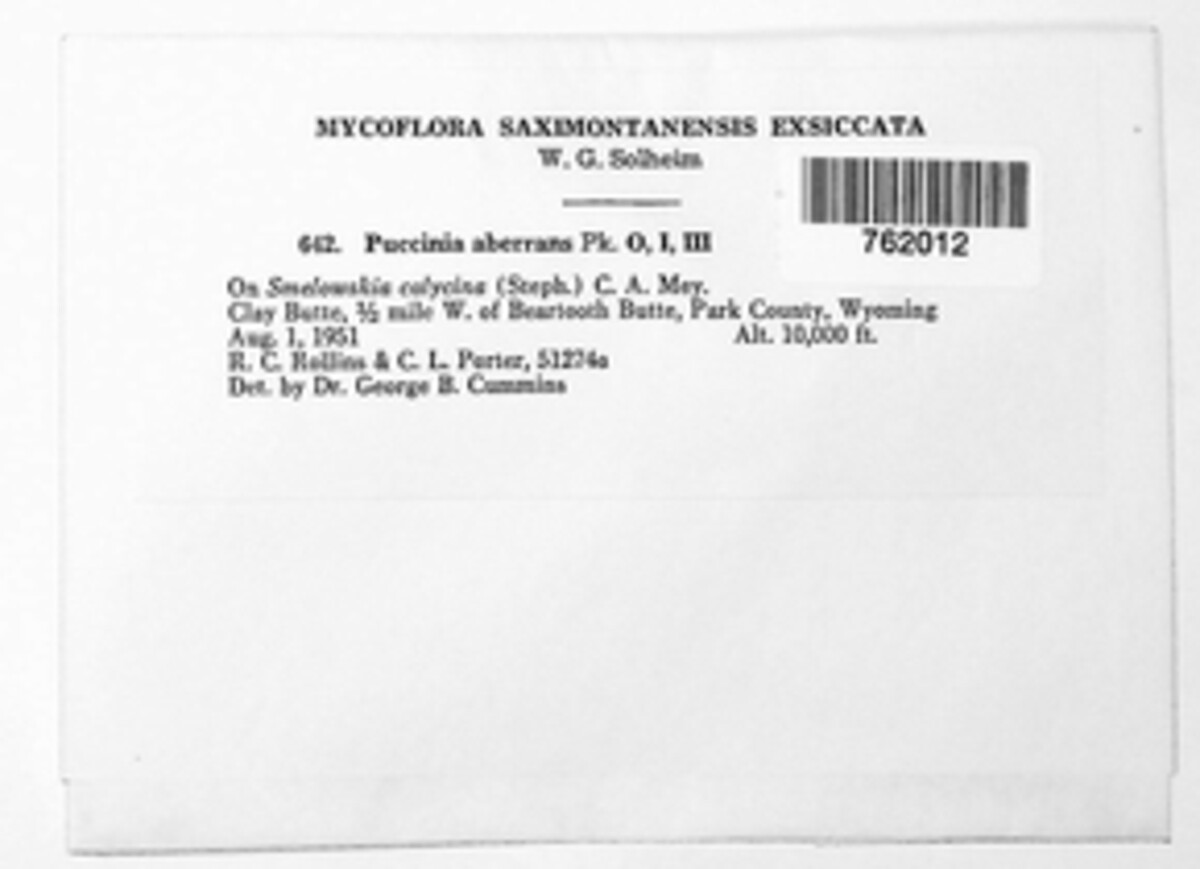 MYCOFLORA SAXIMONTANENSIS EXSICCATA
W. G. Solheim
762012
642. Puccinia aberrans Pk. O, I, III
On Smelowskia calycina (Steph.) C. A. Mey.
Clay Butte, ½ mile W. of Beartooth Butte, Park County, Wyoming
Aug. 1, 1951 Alt. 10,000 ft.
R. C. Rollins & C. L. Porter, 51274a
Det. by Dr. George B. Cummins